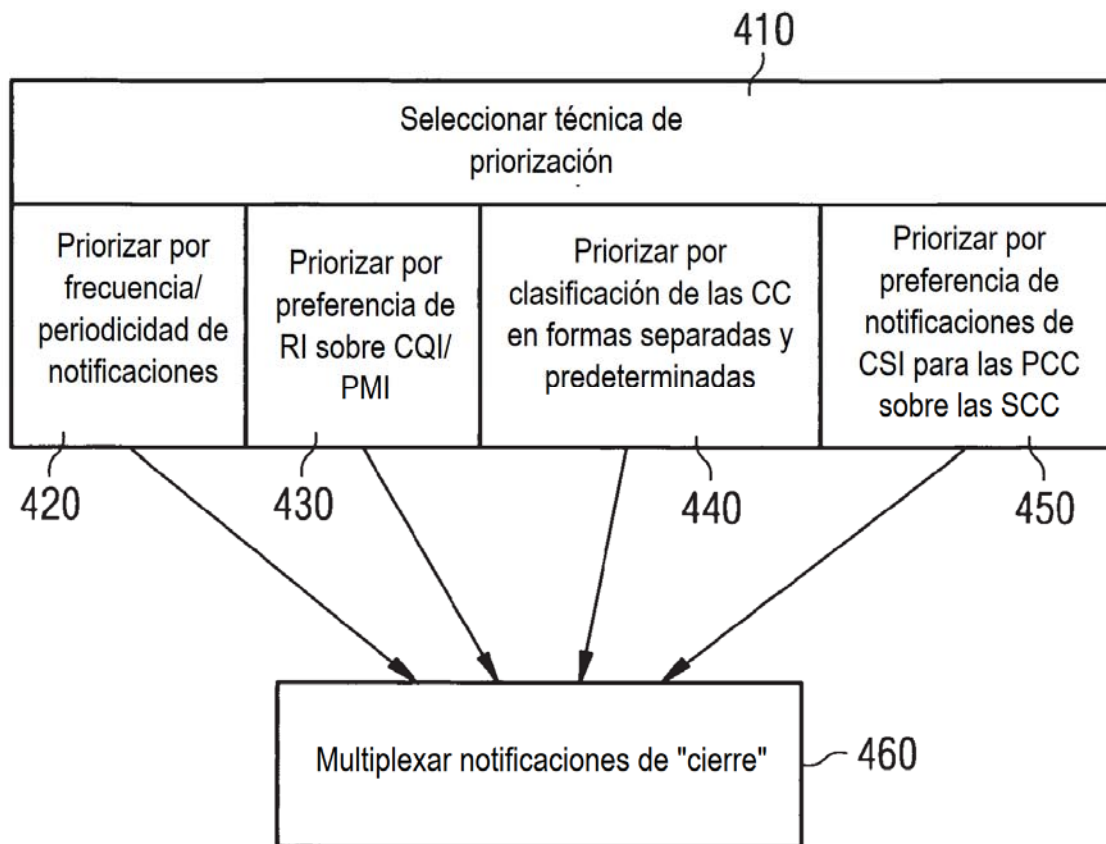 410
Seleccionar técnica de
priorización
Priorizar por
frecuencia/
periodicidad de
notificaciones
Priorizar por
preferencia de
RI sobre CQI/
PMI
Priorizar por
clasificación de las CC
en formas separadas y
predeterminadas
Priorizar por
preferencia de
notificaciones de
CSI para las PCC
sobre las SCC
420
430
440
450
Multiplexar notificaciones de "cierre"
460